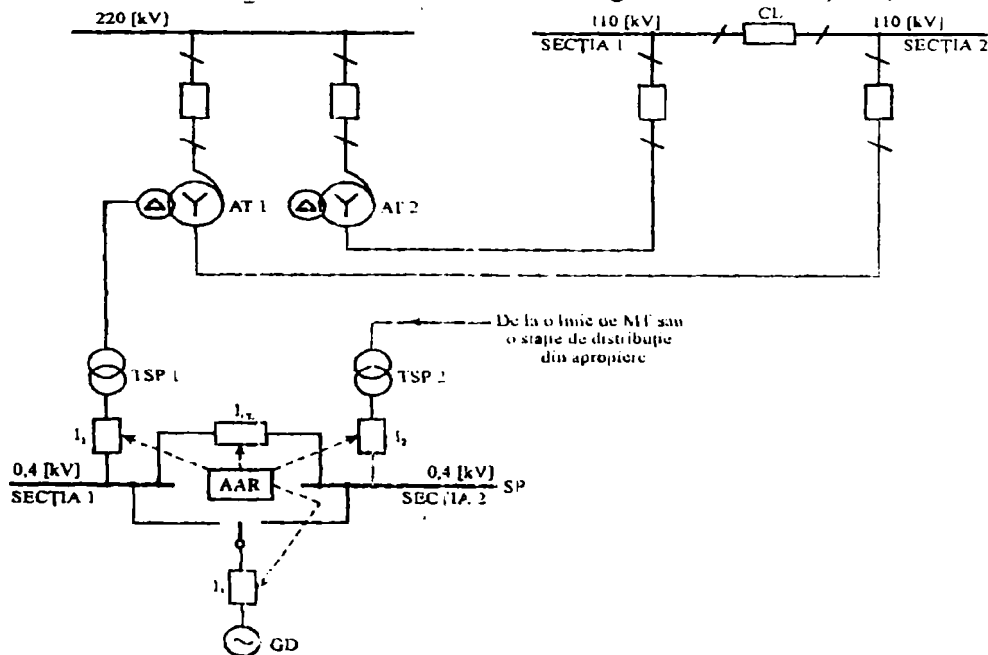 220 [kV]
110 [kV]
CL
110 [kV]
SECȚIA 1
SECȚIA 2
AT 1
AT 2
De la o linie de MT sau
o stație de distribuție
din apropiere
TSP 1
TSP 2
I₁
I₂
0,4 [kV]
AAR
0,4 [kV]
SP
SECȚIA 1
SECȚIA 2
GD